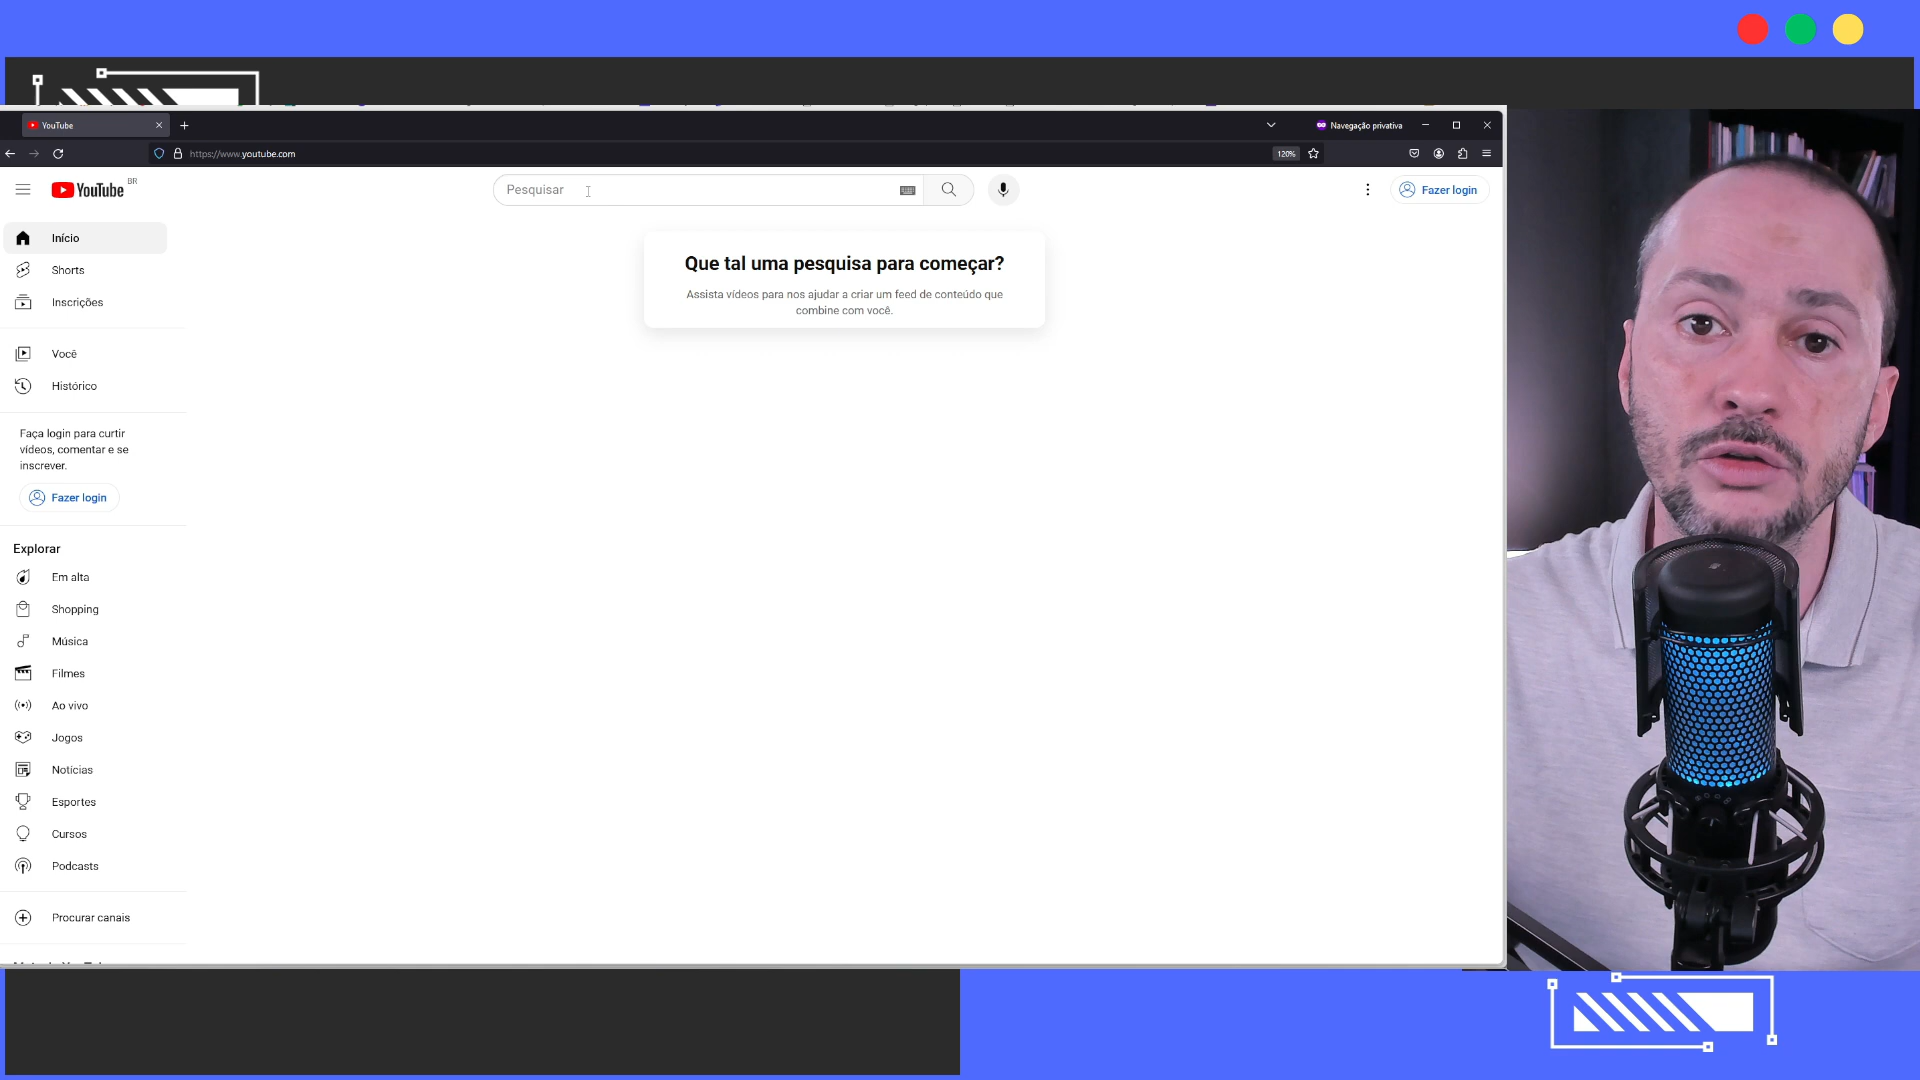 YouTube
Navegação privativa
https://www.youtube.com
120%
YouTube BR
Pesquisar
Fazer login
Início
Shorts
Inscrições
Você
Histórico
Faça login para curtir
vídeos, comentar e se
inscrever.
Fazer login
Explorar
Em alta
Shopping
Música
Filmes
Ao vivo
Jogos
Notícias
Esportes
Cursos
Podcasts
Procurar canais
Que tal uma pesquisa para começar?
Assista vídeos para nos ajudar a criar um feed de conteúdo que
combine com você.